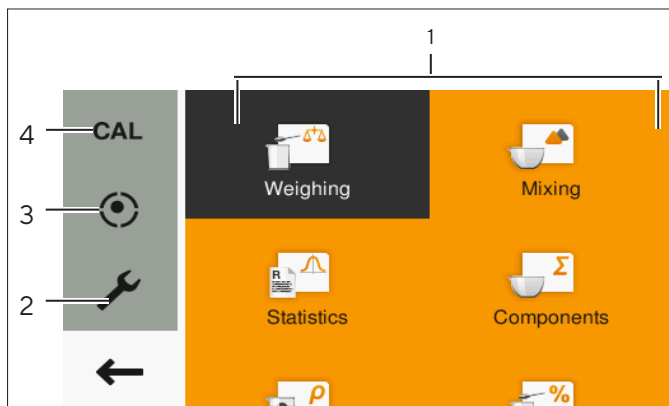 1
4 CAL
Weighing Mixing
3
R Σ
2
Statistics Components
ρ %